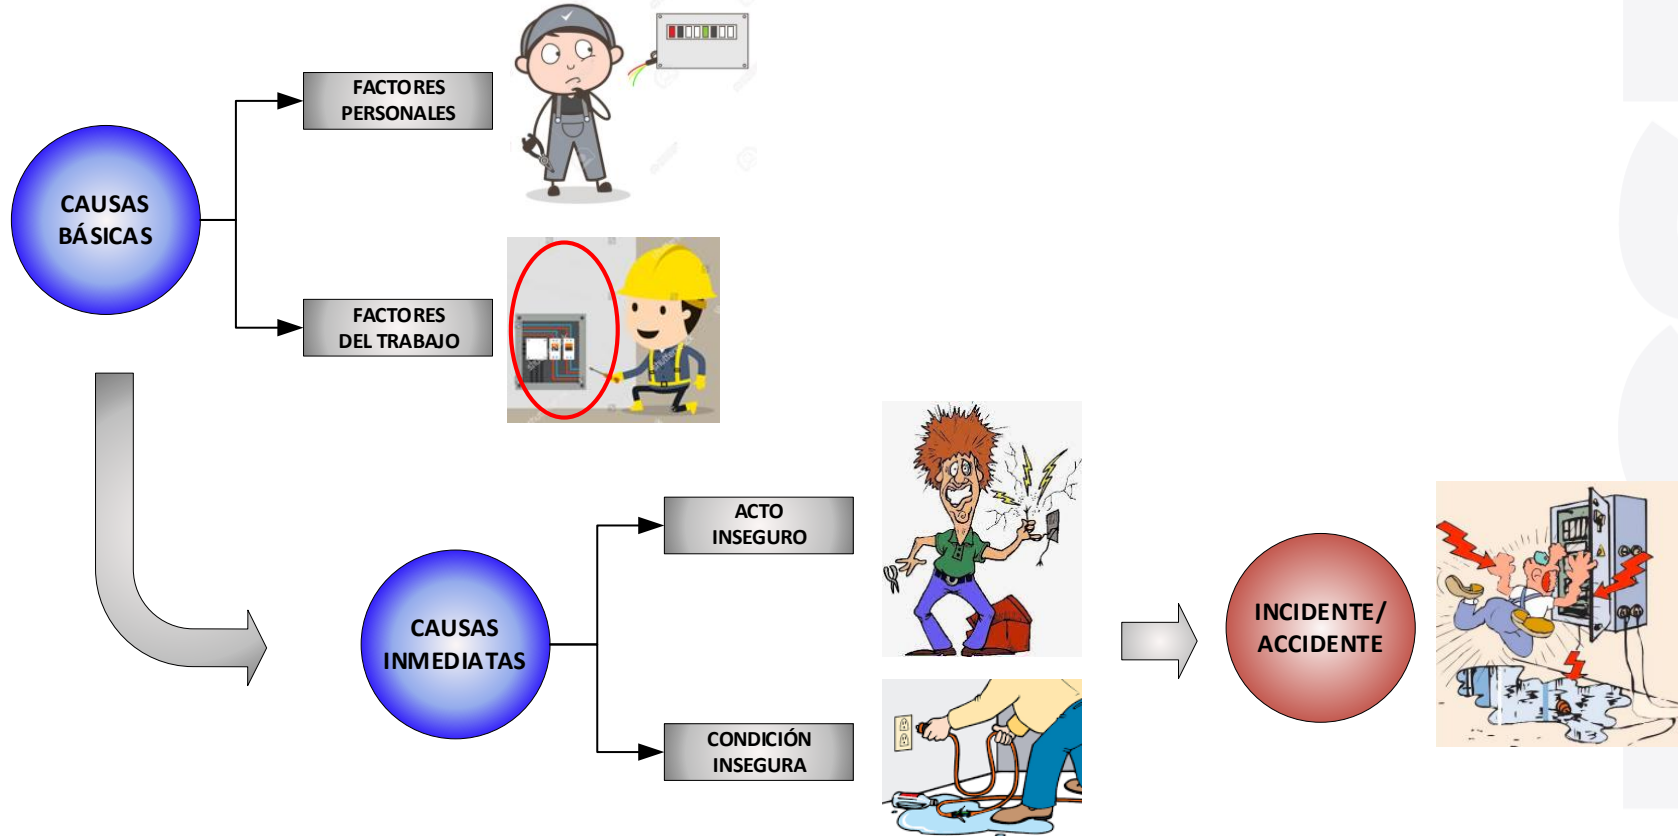 FACTORES
PERSONALES
CAUSAS
BÁSICAS
FACTORES
DEL TRABAJO
ACTO
INSEGURO
CAUSAS
INMEDIATAS
INCIDENTE/
ACCIDENTE
CONDICIÓN
INSEGURA